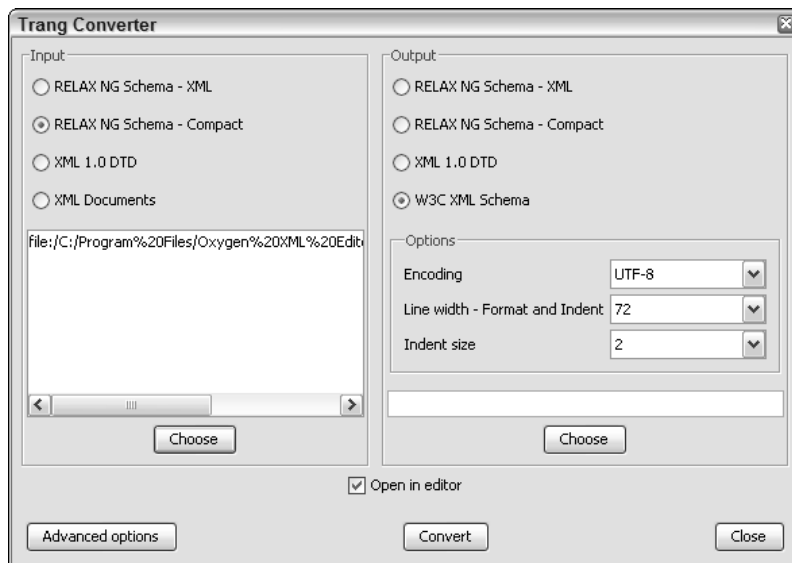 Trang Converter
Input
RELAX NG Schema - XML
RELAX NG Schema - Compact
XML 1.0 DTD
XML Documents
file:/C:/Program%20Files/Oxygen%20XML%20Edit
Choose
Output
RELAX NG Schema - XML
RELAX NG Schema - Compact
XML 1.0 DTD
W3C XML Schema
Options
Encoding UTF-8
Line width - Format and Indent 72
Indent size 2
Choose
Open in editor
Advanced options Convert Close